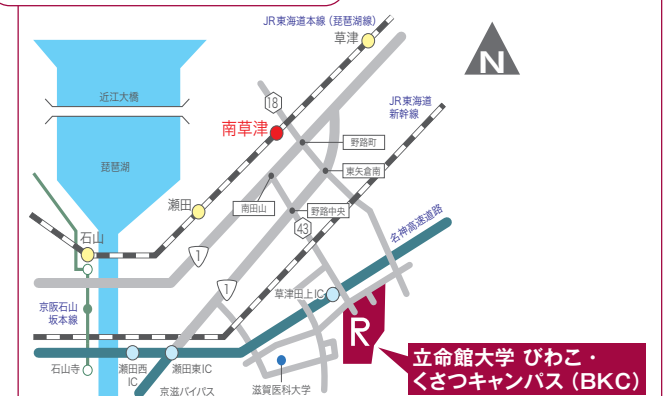 JR東海道本線（琵琶湖線）
草津
N
近江大橋
18
JR東海道
新幹線
南草津
野路町
琵琶湖
東矢倉南
瀬田
南田山
野路中央
43
名神高速道路
石山
1
1
草津田上IC
京阪石山
坂本線
R
石山寺
瀬田西
IC
瀬田東IC
京滋バイパス
滋賀医科大学
立命館大学 びわこ・
くさつキャンパス（BKC）